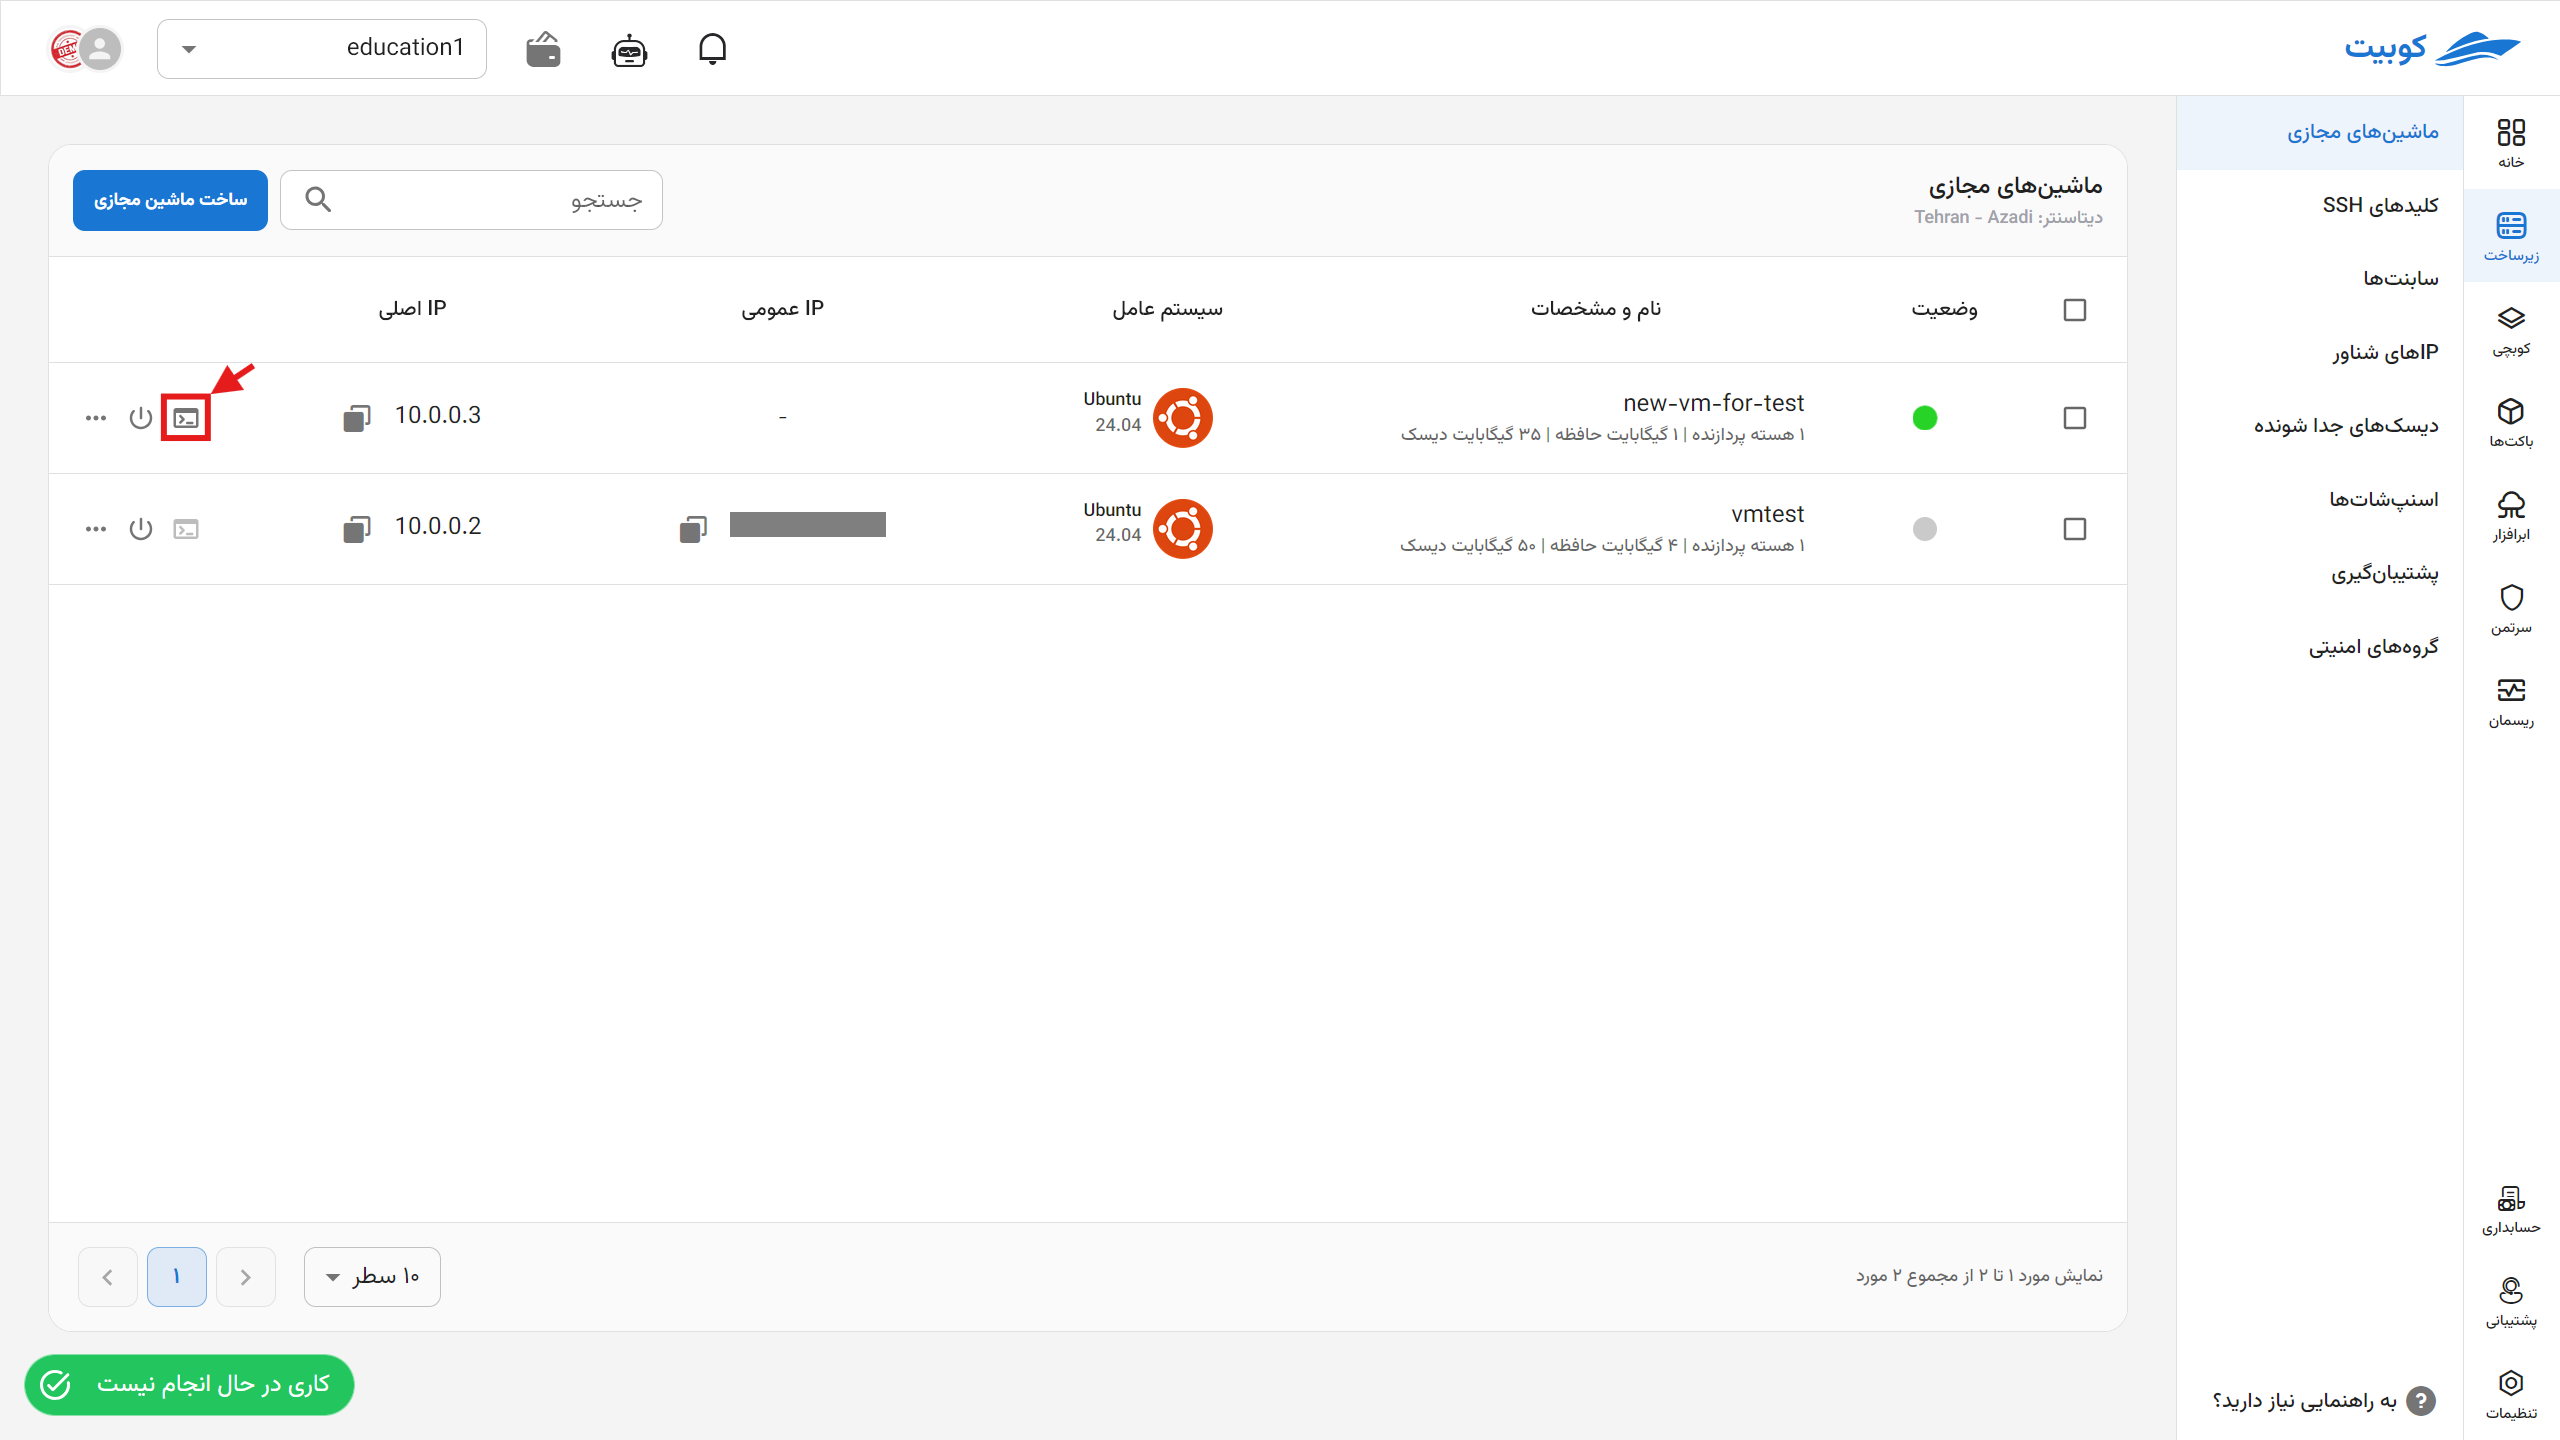 کوبیت
education1
خانه
زیرساخت
کوبچی
باکت‌ها
ابرافزار
سرتمن
ریسمان
حسابداری
پشتیبانی
تنظیمات
ماشین‌های مجازی
کلیدهای SSH
سابنت‌ها
IPهای شناور
دیسک‌های جدا شونده
اسنپ‌شات‌ها
پشتیبان‌گیری
گروه‌های امنیتی
به راهنمایی نیاز دارید؟
ماشین‌های مجازی
دیتاسنتر: Tehran - Azadi
جستجو
ساخت ماشین مجازی
وضعیت
نام و مشخصات
سیستم عامل
IP عمومی
IP اصلی
new-vm-for-test
۱ هسته پردازنده | ۱ گیگابایت حافظه | ۳۵ گیگابایت دیسک
Ubuntu
24.04
-
10.0.0.3
vmtest
۱ هسته پردازنده | ۴ گیگابایت حافظه | ۵۰ گیگابایت دیسک
Ubuntu
24.04
10.0.0.2
نمایش مورد ۱ تا ۲ از مجموع ۲ مورد
۱۰ سطر
۱
کاری در حال انجام نیست